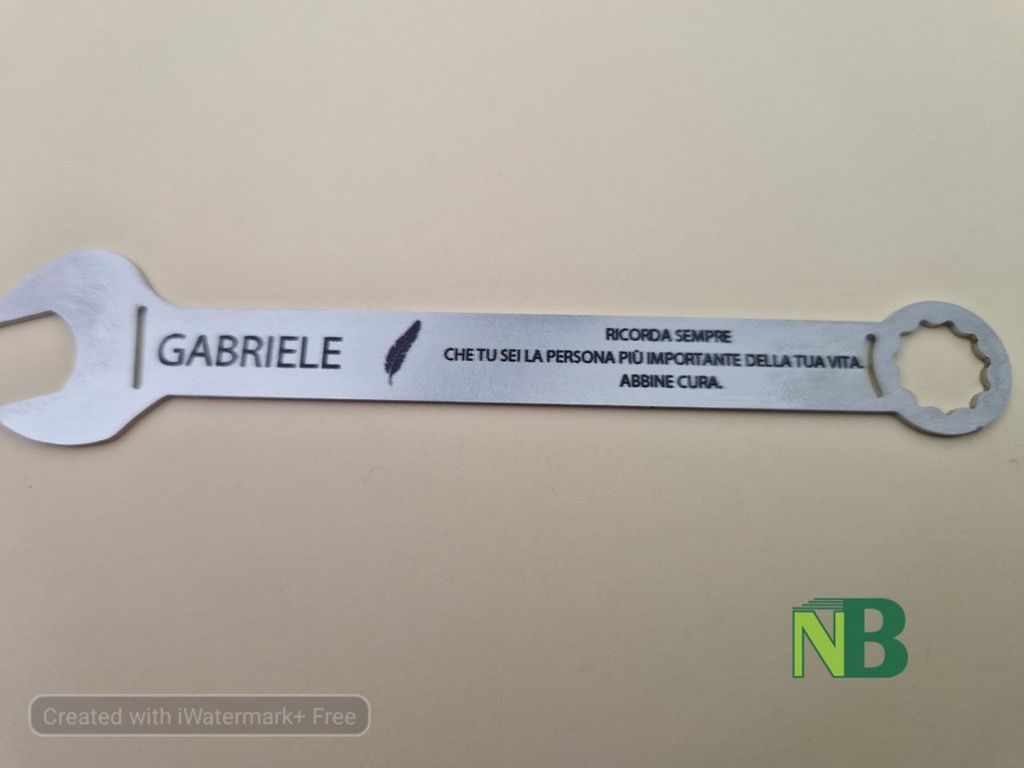 GABRIELE
RICORDA SEMPRE
CHE TU SEI LA PERSONA PIÙ IMPORTANTE DELLA TUA VITA.
ABBINE CURA.
NB
Created with iWatermark+ Free